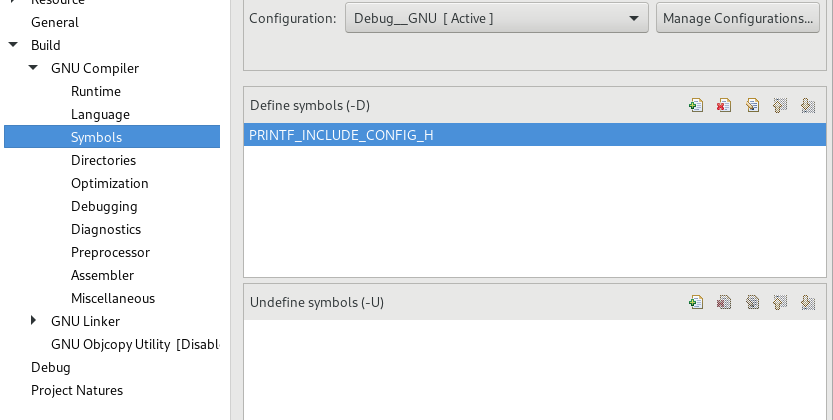 Resource
General
Build
GNU Compiler
Runtime
Language
Symbols
Directories
Optimization
Debugging
Diagnostics
Preprocessor
Assembler
Miscellaneous
GNU Linker
GNU Objcopy Utility [Disabl
Debug
Project Natures
Configuration: Debug__GNU [ Active ] Manage Configurations...
Define symbols (-D)
PRINTF_INCLUDE_CONFIG_H
Undefine symbols (-U)